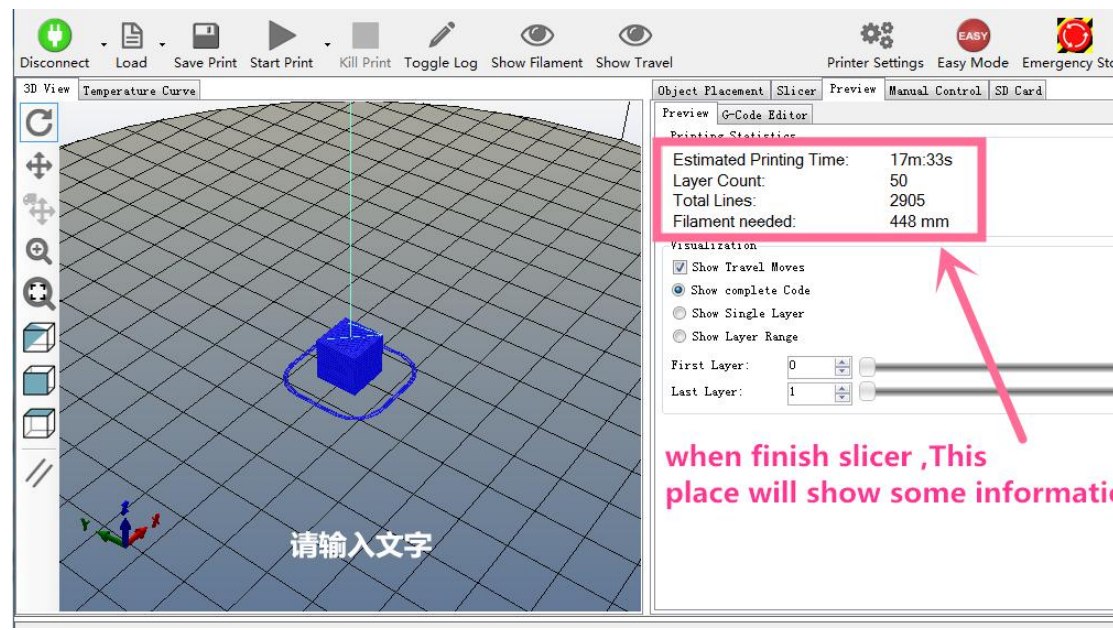 Disconnect Load Save Print Start Print Kill Print Toggle Log Show Filament Show Travel Printer Settings Easy Mode Emergency Sto
EASY
3D View Temperature Curve
Object Placement Slicer Preview Manual Control SD Card
Preview G-Code Editor
Printing Statistics
Estimated Printing Time: 17m:33s
Layer Count: 50
Total Lines: 2905
Filament needed: 448 mm
Visualization
Show Travel Moves
Show complete Code
Show Single Layer
Show Layer Range
First Layer: 0
Last Layer: 1
when finish slicer ,This
place will show some informatic
请输入文字
Y Z X